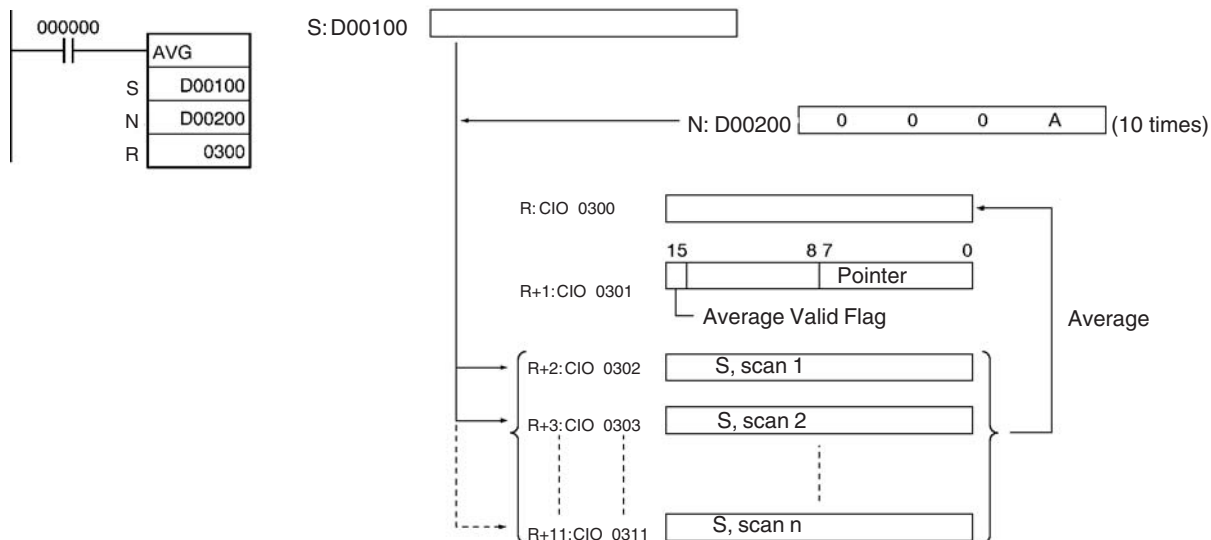 000000
AVG
S D00100
N D00200
R 0300
S: D00100
N: D00200 0 0 0 A (10 times)
R: CIO 0300
15 8 7 0
R+1: CIO 0301 Pointer
Average Valid Flag
Average
R+2: CIO 0302 S, scan 1
R+3: CIO 0303 S, scan 2
R+11: CIO 0311 S, scan n